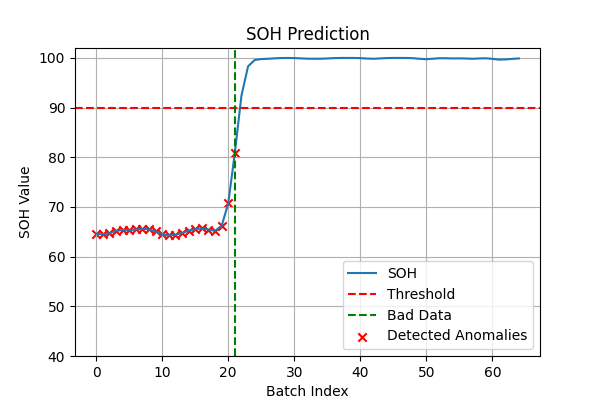 SOH Prediction
SOH Value
100
90
80
70
60
50
40
0
10
20
30
40
50
60
Batch Index
SOH
Threshold
Bad Data
Detected Anomalies